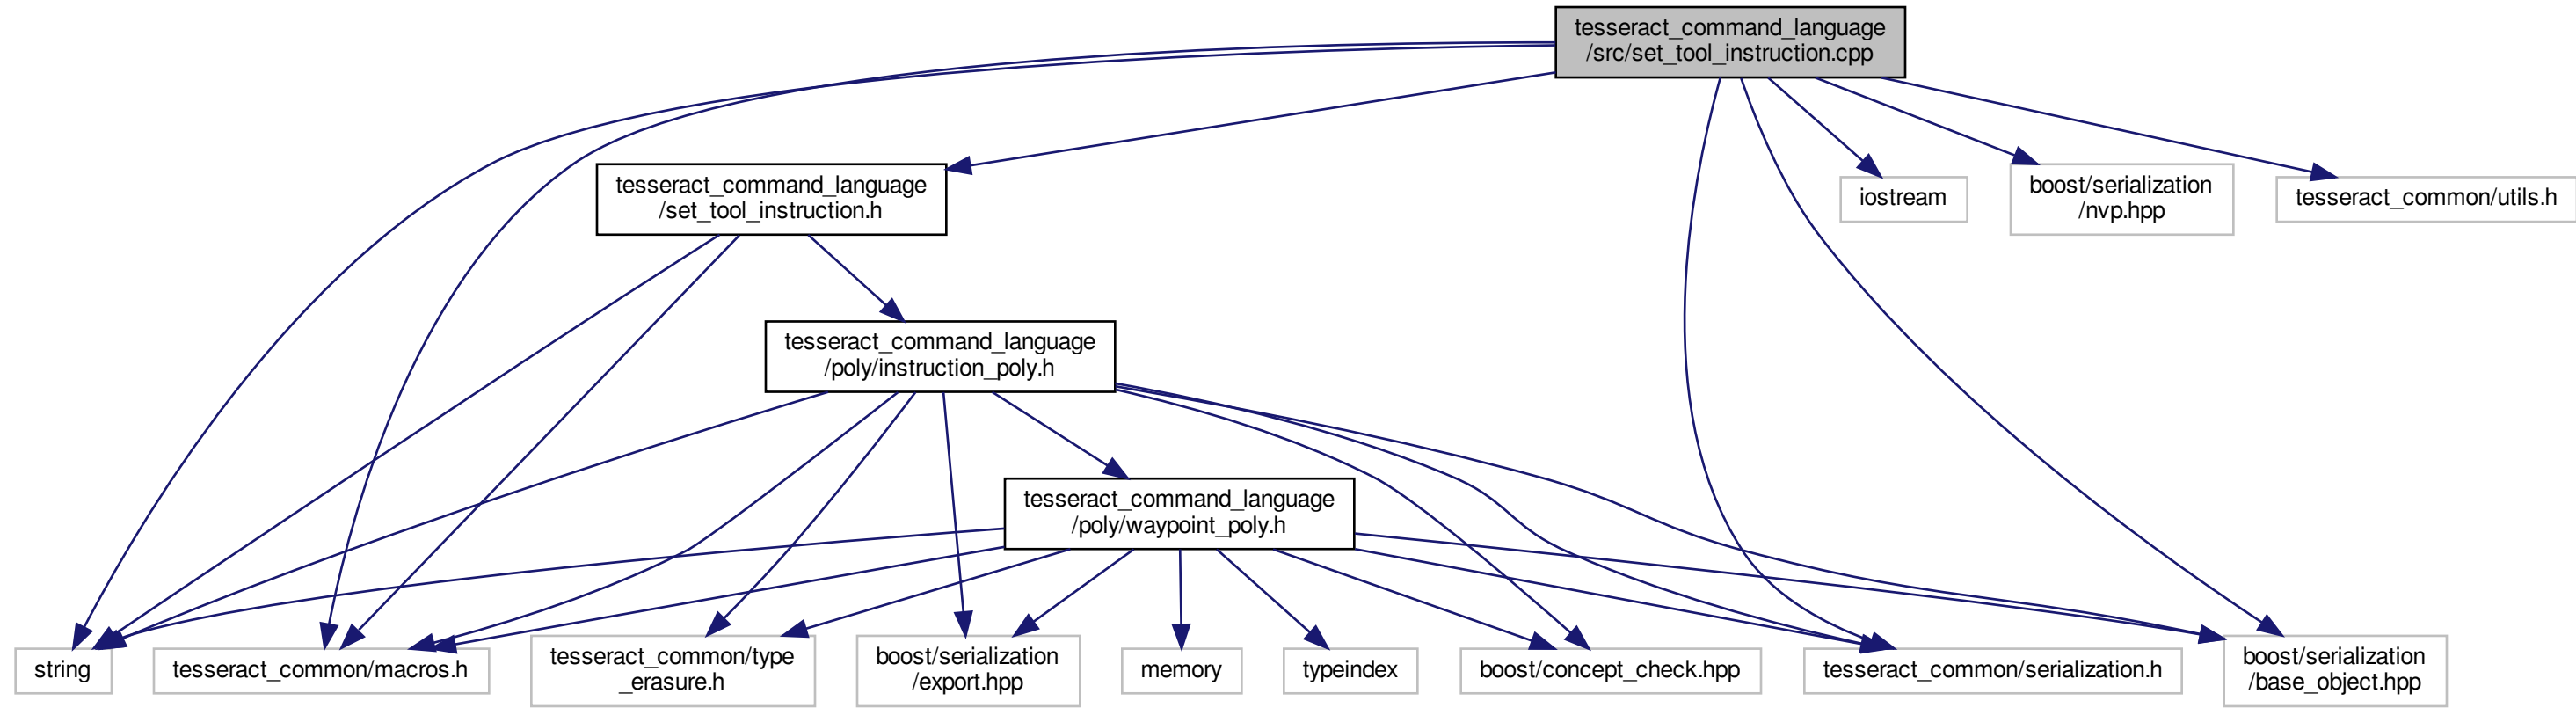 tesseract_command_language
/src/set_tool_instruction.cpp
tesseract_command_language
/set_tool_instruction.h
iostream
boost/serialization
/nvp.hpp
tesseract_common/utils.h
tesseract_command_language
/poly/instruction_poly.h
tesseract_command_language
/poly/waypoint_poly.h
string
tesseract_common/macros.h
tesseract_common/type
_erasure.h
boost/serialization
/export.hpp
memory
typeindex
boost/concept_check.hpp
tesseract_common/serialization.h
boost/serialization
/base_object.hpp